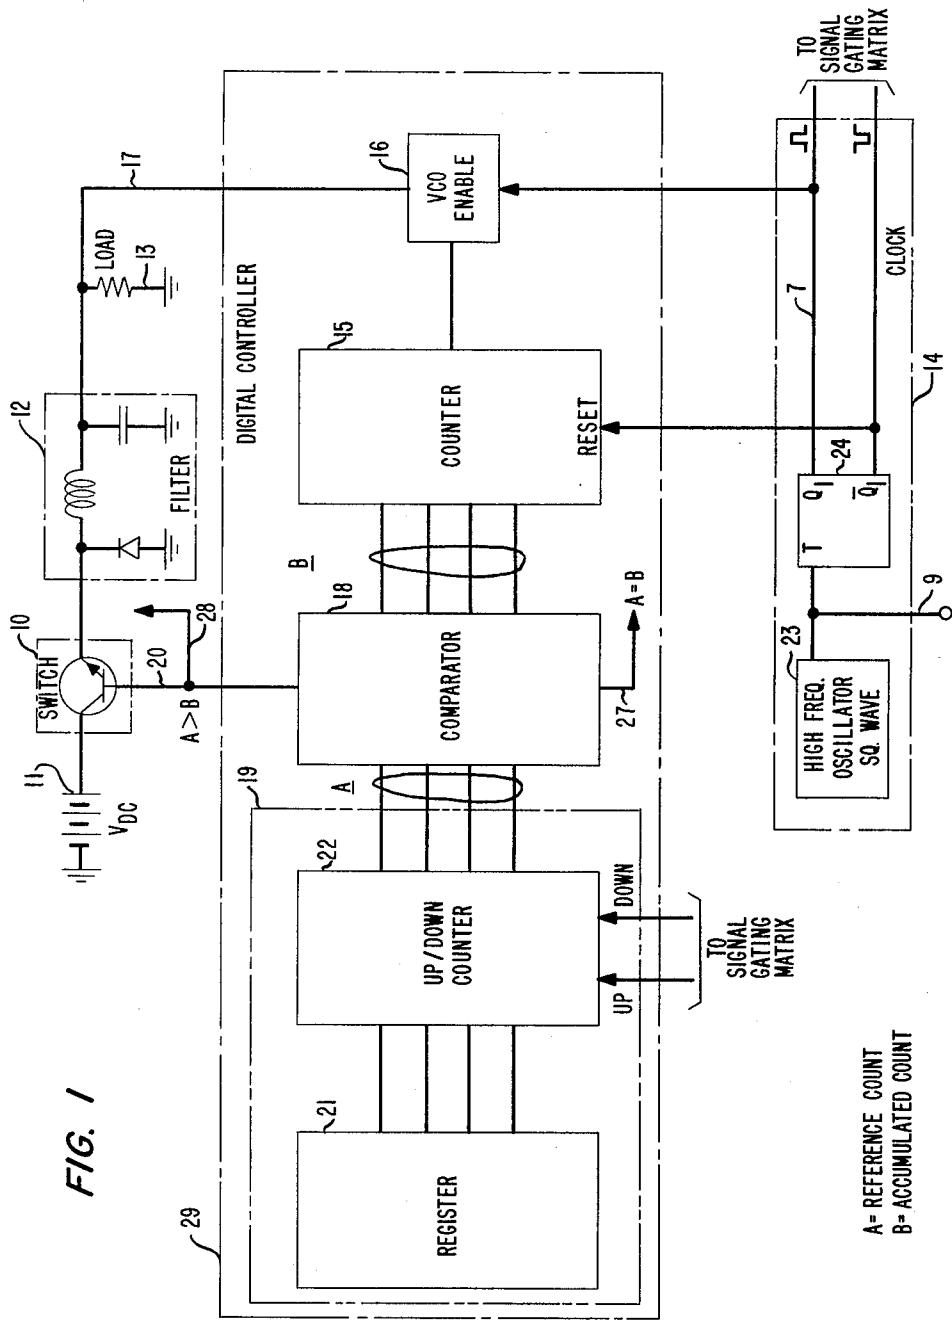 FIG. 1
11
V_DC
10
SWITCH
20
A > B
28
12
FILTER
LOAD
13
17
29
DIGITAL CONTROLLER
19
21
REGISTER
22
UP/DOWN
COUNTER
UP
DOWN
TO
SIGNAL
GATING
MATRIX
A
18
COMPARATOR
27
A=B
B
15
COUNTER
RESET
16
VCO
ENABLE
23
HIGH FREQ.
OSCILLATOR
SQ. WAVE
9
T
Q1
Q̅1
24
7
CLOCK
14
TO
SIGNAL
GATING
MATRIX
A= REFERENCE COUNT
B= ACCUMULATED COUNT